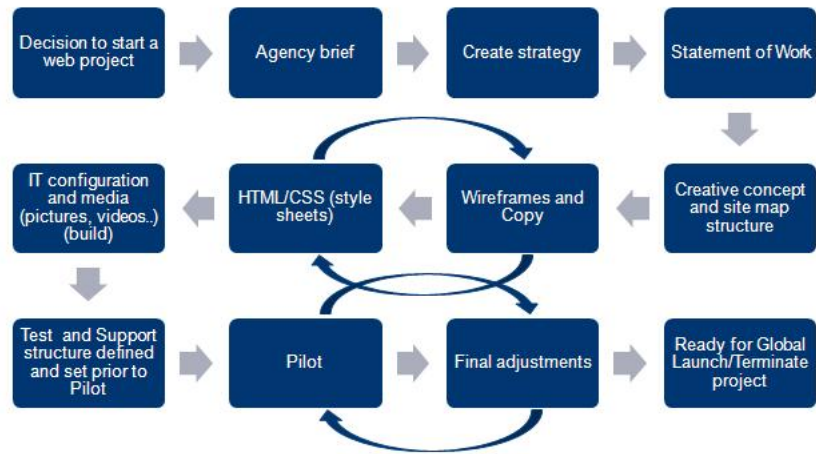 Decision to start a
web project
Agency brief
Create strategy
Statement of Work
IT configuration
and media
(pictures, videos..)
(build)
HTML/CSS (style
sheets)
Wireframes and
Copy
Creative concept
and site map
structure
Test and Support
structure defined
and set prior to
Pilot
Pilot
Final adjustments
Ready for Global
Launch/Terminate
project